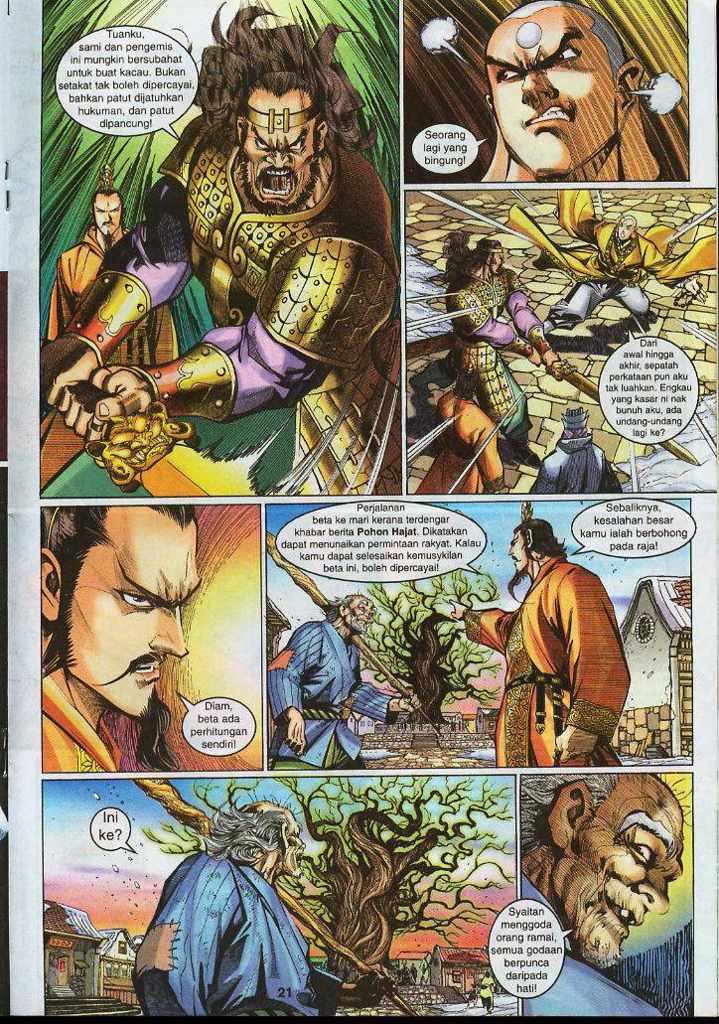 Tuanku,
sami dan pengemis
ini mungkin bersubahat
untuk buat kacau. Bukan
setakat tak boleh dipercayai,
bahkan patut dijatuhkan
hukuman, dan patut
dipancung!
Seorang
lagi yang
bingung!
Dari
awal hingga
akhir, sepatah
perkataan pun aku
tak luahkan. Engkau
yang kasar ni nak
bunuh aku, ada
undang-undang
lagi ke?
Diam,
beta ada
perhitungan
sendiri!
Perjalanan
beta ke mari kerana terdengar
khabar berita Pohon Hajat. Dikatakan
dapat menunaikan permintaan rakyat. Kalau
kamu dapat selesaikan kemusykilan
beta ini, boleh dipercayai!
Sebaliknya,
kesalahan besar
kamu ialah berbohong
pada raja!
Ini
ke?
Syaitan
menggoda
orang ramai,
semua godaan
berpunca
daripada
hati!
21